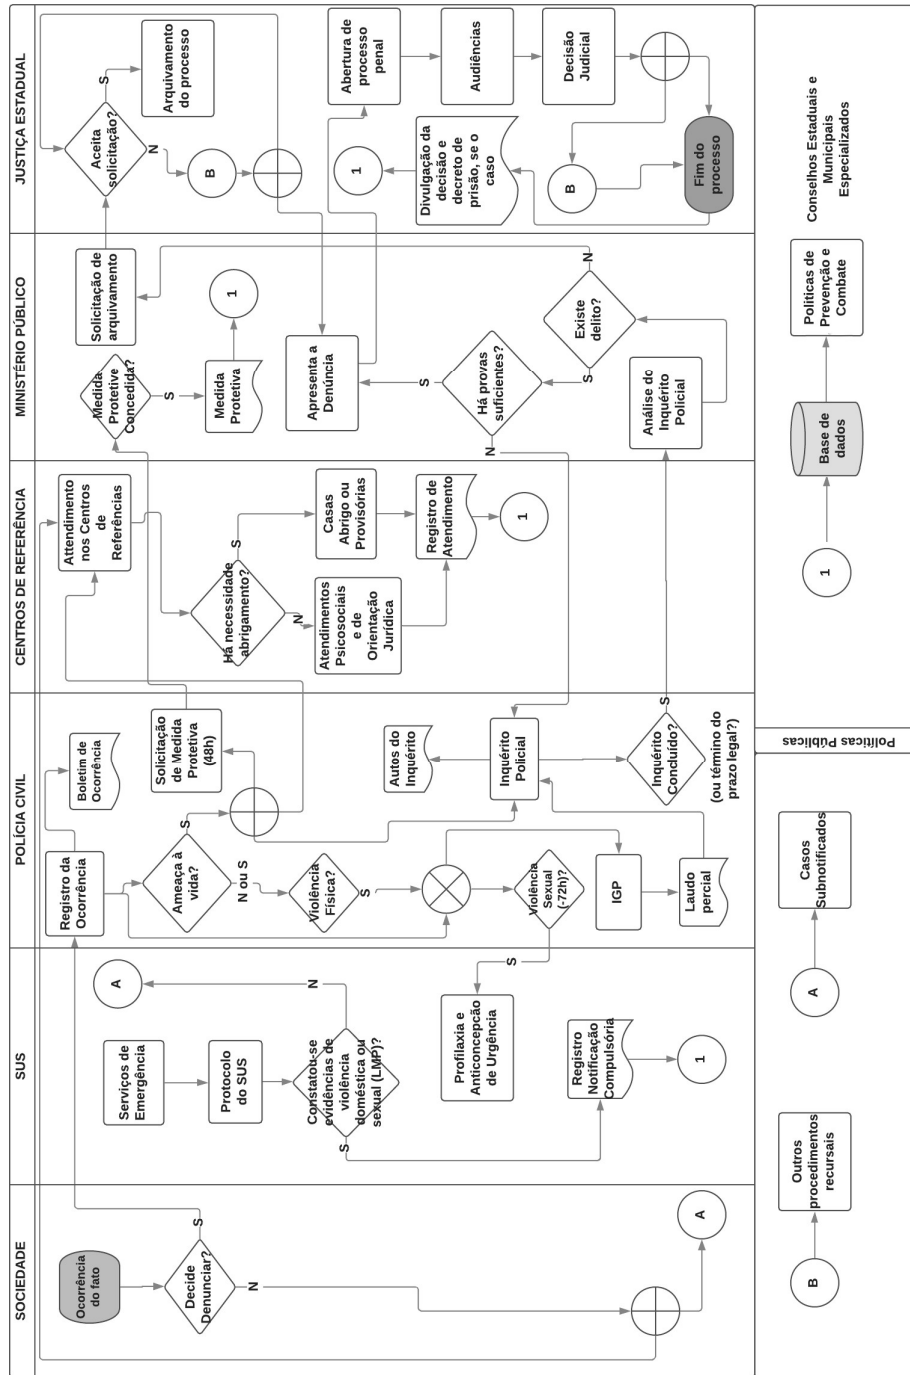 SOCIEDADE
Ocorrência
do fato
Decide
Denunciar?
S
N
A
SUS
Serviços de
Emergência
Protocolo
do SUS
Constatou-se
evidências de
violência
doméstica ou
sexual (LMP)?
N
A
S
Profilaxia e
Anticoncepção
de Urgência
Registro
Notificação
Compulsória
1
POLÍCIA CIVIL
Registro da
Ocorrência
Boletim de
Ocorrência
Ameaça à
vida?
S
N ou S
Solicitação
de Medida
Protetiva
(48h)
Violência
Física?
S
Violência
Sexual
(-72h)?
S
IGP
Laudo
percial
Autos do
Inquérito
Inquérito
Policial
Inquérito
Concluído?
S
(ou término do
prazo legal?)
CENTROS DE REFERÊNCIA
Attendimento
nos Centros
de
Referências
Há necessidade
abrigamento?
S
N
Casas
Abrigo ou
Provisórias
Atendimentos
Psicosociais
e de
Orientação
Jurídica
Registro de
Atendimento
1
MINISTÉRIO PÚBLICO
Solicitação de
arquivamento
Medida
Protetive
Concedida?
S
Medida
Protetiva
1
Apresenta a
Denúncia
S
Há provas
suficientes?
N
S
Existe
delito?
N
Análise do
Inquérito
Policial
JUSTIÇA ESTADUAL
Aceita
solicitação?
S
N
Arquivamento
do processo
B
Abertura de
processo
penal
1
Audiências
Divulgação da
decisão e
decreto de
prisão, se o
caso
Decisão
Judicial
B
Fim do
processo
B
Outros
procedimentos
recursais
A
Casos
Subnotificados
Políticas Públicas
1
Base de
dados
Politicas de
Prevenção e
Combate
Conselhos Estaduais e
Municipais
Especializados